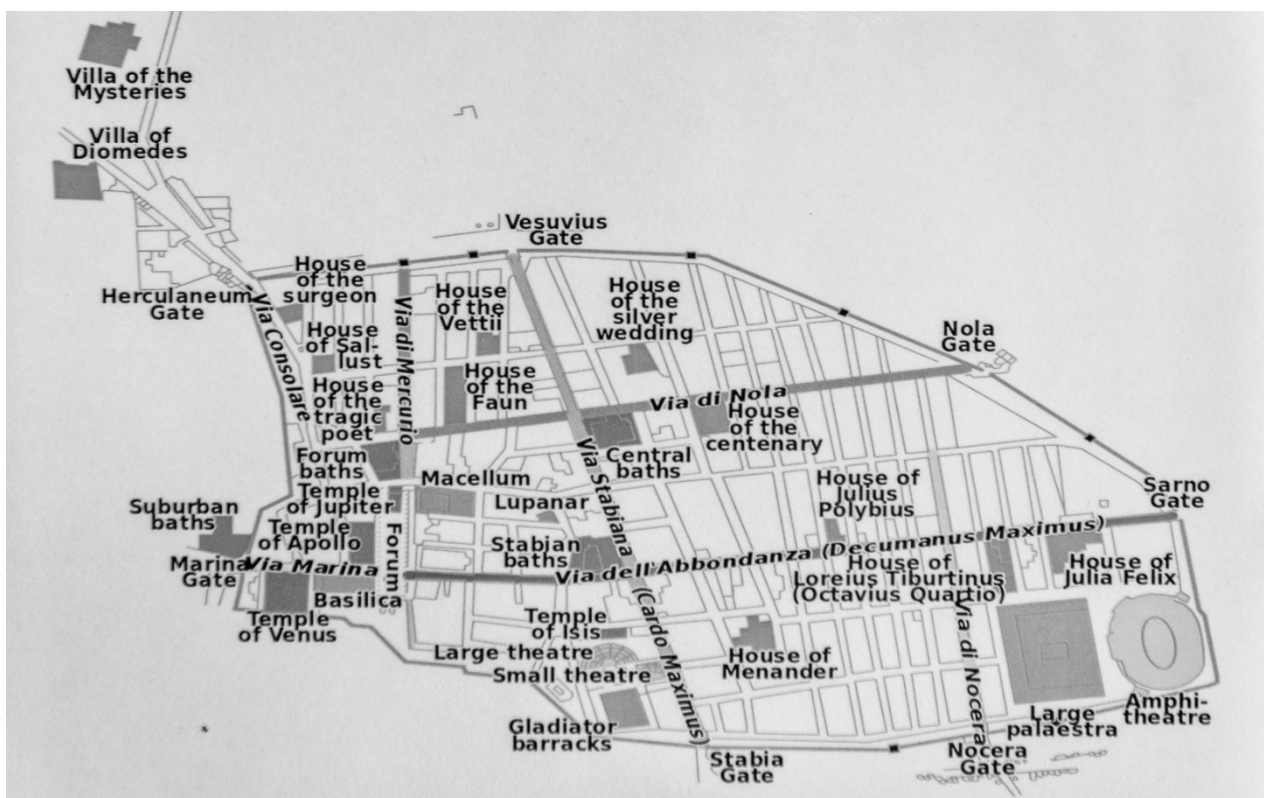 Villa of the
Mysteries
Villa of
Diomedes
Vesuvius
Gate
Herculaneum
Gate
House
of the
surgeon
Via Consolare
Via di Mercurio
House
of the
Vettii
House
of the
silver
wedding
Nola
Gate
House
of Sal-
lust
House
of the
tragic
poet
House
of the
Faun
Via di Nola
House
of the
centenary
Forum
baths
Central
baths
Via Stabiana
(Cardo Maximus)
Macellum
Lupanar
House of
Julius
Polybius
Sarno
Gate
Suburban
baths
Temple
of Jupiter
Temple
of Apollo
Forum
Stabian
baths
Marina
Gate
Via Marina
Via dell'Abbondanza (Decumanus Maximus)
Basilica
House of
Loreius Tiburtinus
(Octavius Quartio)
House of
Julia Felix
Temple
of Venus
Temple
of Isis
Large theatre
Small theatre
House of
Menander
Via di Nocera
Gladiator
barracks
Stabia
Gate
Large
palaestra
Amphi-
theatre
Nocera
Gate